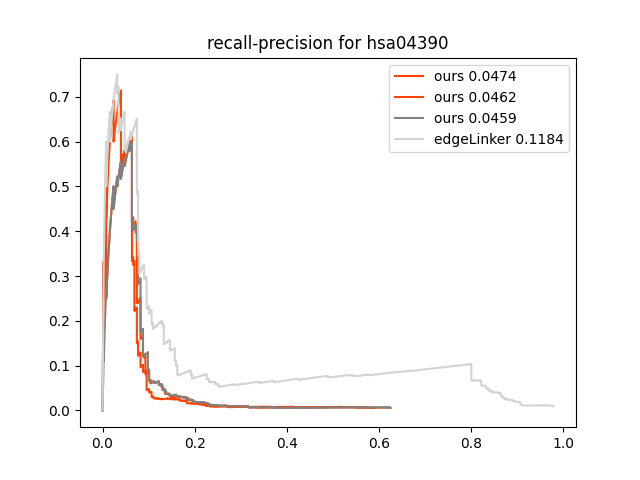 recall-precision for hsa04390
ours 0.0474
ours 0.0462
ours 0.0459
edgeLinker 0.1184
0.7
0.6
0.5
0.4
0.3
0.2
0.1
0.0
0.0 0.2 0.4 0.6 0.8 1.0